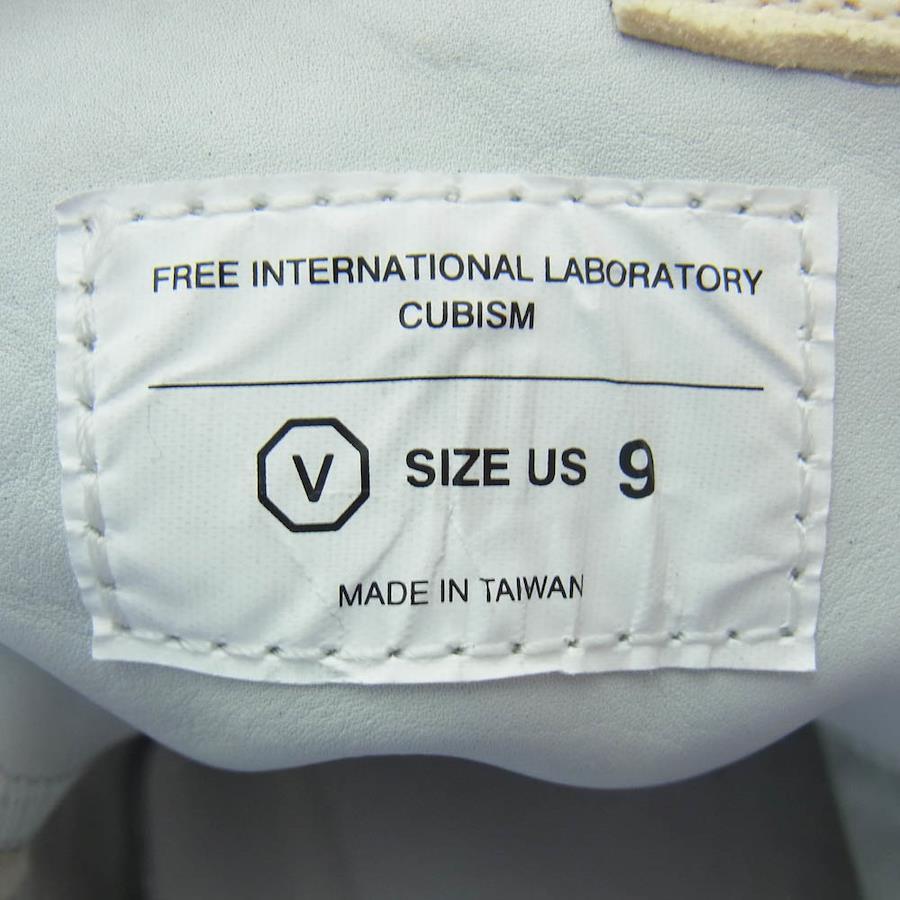 FREE INTERNATIONAL LABORATORY
CUBISM
V SIZE US 9
MADE IN TAIWAN